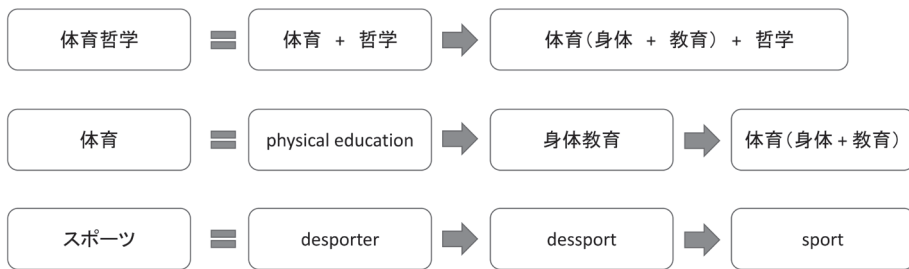 体育哲学 = 体育 + 哲学 ➡ 体育(身体 + 教育) + 哲学
体育 = physical education ➡ 身体教育 ➡ 体育(身体+教育)
スポーツ = desporter ➡ dessport ➡ sport